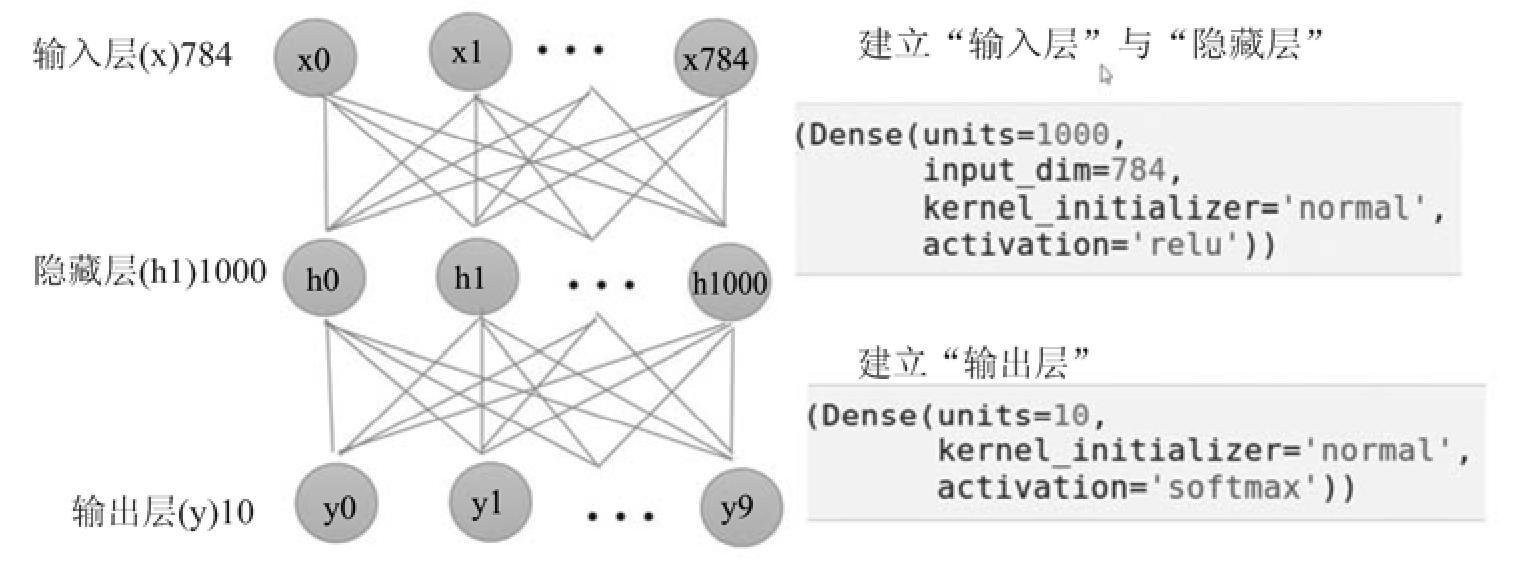 输入层(x)784
x0
x1
x784
建立“输入层”与“隐藏层”
(Dense(units=1000,
input_dim=784,
kernel_initializer='normal',
activation='relu'))
隐藏层(h1)1000
h0
h1
h1000
建立“输出层”
(Dense(units=10,
kernel_initializer='normal',
activation='softmax'))
输出层(y)10
y0
y1
y9